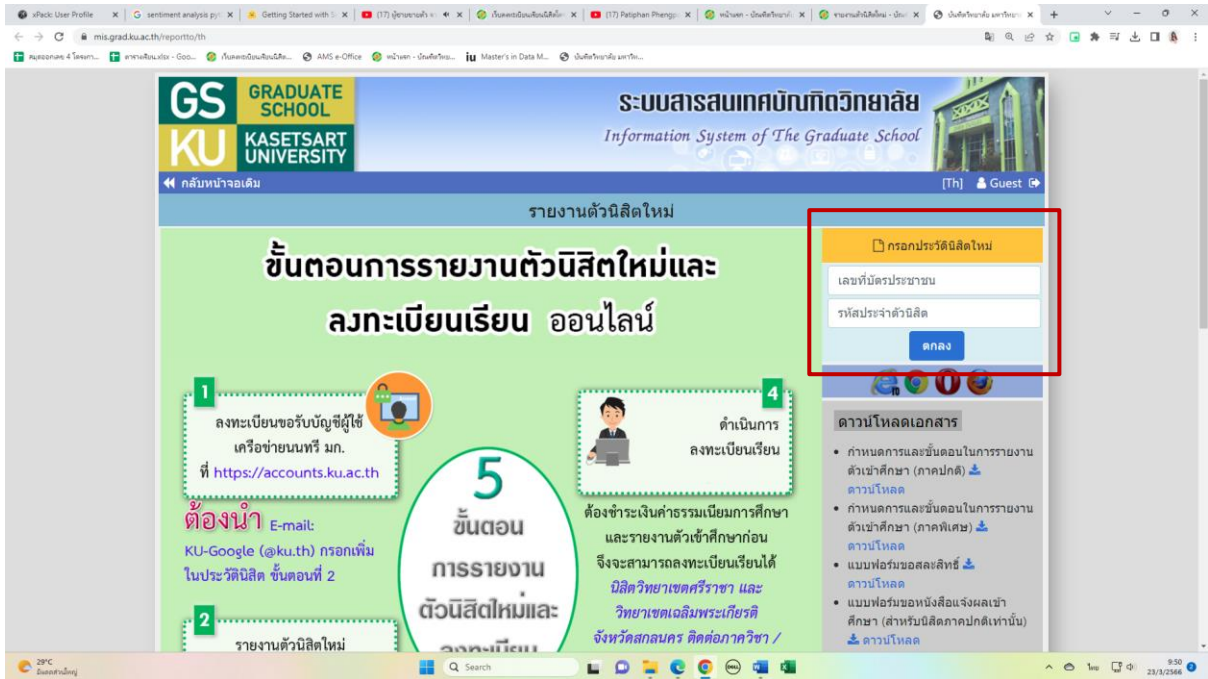 xPack: User Profile
sentiment analysis pyt
Getting Started with
mis.grad.ku.ac.th/reportto/th
AMS e-Office
Master's in Data M...
GS GRADUATE SCHOOL
KU KASETSART UNIVERSITY
ระบบสารสนเทศบัณฑิตวิทยาลัย
Information System of The Graduate School
กลับหน้าจอเดิม
[Th] Guest
รายงานตัวนิสิตใหม่
ขั้นตอนการรายงานตัวนิสิตใหม่และ
ลงทะเบียนเรียน ออนไลน์
1
ลงทะเบียนขอรับบัญชีผู้ใช้
เครือข่ายนนทรี มก.
ที่ https://accounts.ku.ac.th
ต้องนำ E-mail:
KU-Google (@ku.th) กรอกเพิ่ม
ในประวัตินิสิต ขั้นตอนที่ 2
2
รายงานตัวนิสิตใหม่
5
ขั้นตอน
การรายงาน
ตัวนิสิตใหม่และ
ลงทะเบียน
4
ดำเนินการ
ลงทะเบียนเรียน
ต้องชำระเงินค่าธรรมเนียมการศึกษา
และรายงานตัวเข้าศึกษาก่อน
จึงจะสามารถลงทะเบียนเรียนได้
นิสิตวิทยาเขตศรีราชา และ
วิทยาเขตเฉลิมพระเกียรติ
จังหวัดสกลนคร ติดต่อภาควิชา /
กรอกประวัตินิสิตใหม่
เลขที่บัตรประชาชน
รหัสประจำตัวนิสิต
ตกลง
ดาวน์โหลดเอกสาร
กำหนดการและขั้นตอนในการรายงาน
ตัวเข้าศึกษา (ภาคปกติ)
ดาวน์โหลด
กำหนดการและขั้นตอนในการรายงาน
ตัวเข้าศึกษา (ภาคพิเศษ)
ดาวน์โหลด
แบบฟอร์มขอสละสิทธิ์
ดาวน์โหลด
แบบฟอร์มขอหนังสือแจ้งผลเข้า
ศึกษา (สำหรับนิสิตภาคปกติเท่านั้น)
ดาวน์โหลด
29°C
Search
ไทย
9:50
23/3/2566